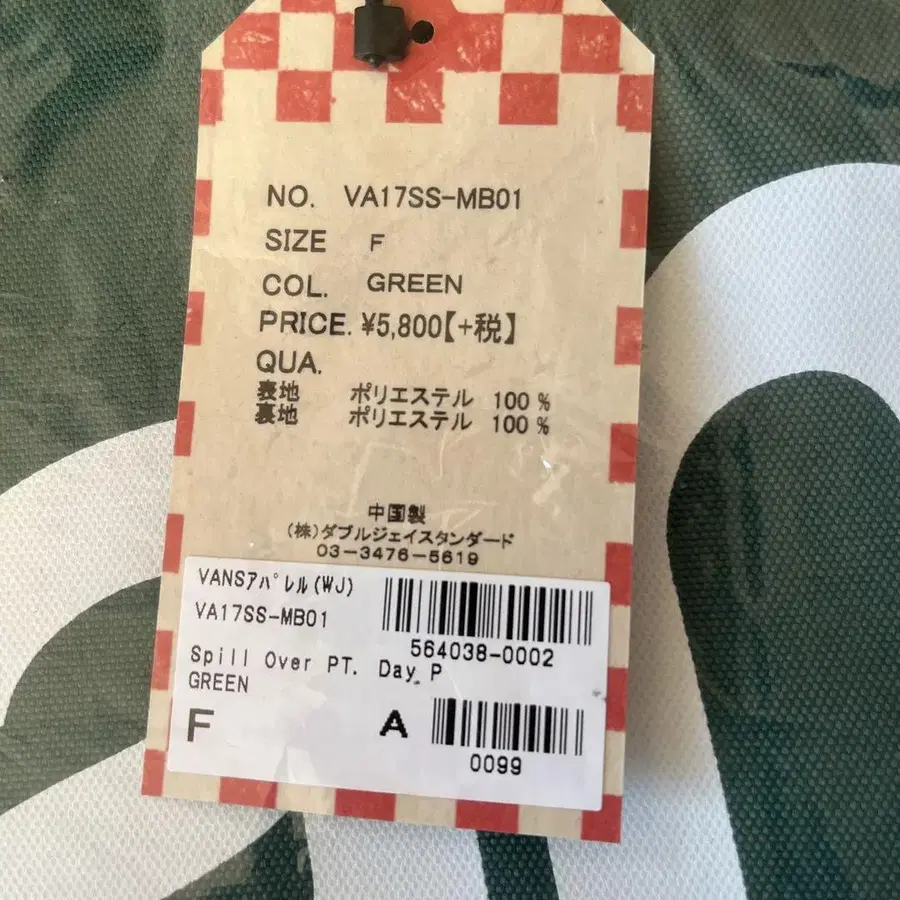 NO. VA17SS-MB01
SIZE F
COL. GREEN
PRICE. ¥5,800【+税】
QUA.
表地 ポリエステル 100%
裏地 ポリエステル 100%
中国製
(株)ダブルジェイスタンダード
03-3476-5619
VANSアパレル(WJ)
VA17SS-MB01
564038-0002
Spill Over PT. Day P
GREEN
F A
0099